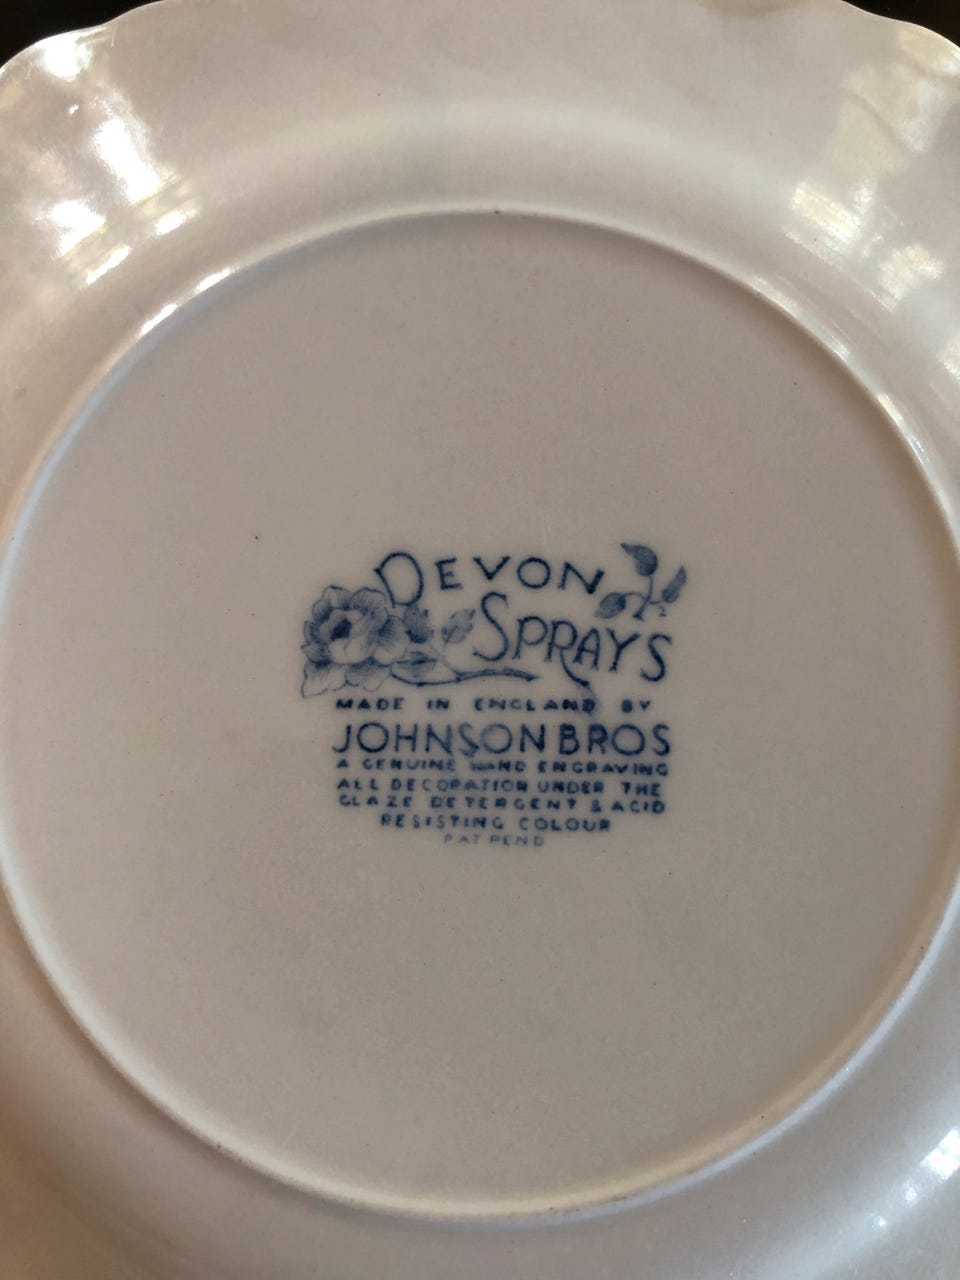 DEVON
SPRAYS
MADE IN ENGLAND BY
JOHNSON BROS
A GENUINE HAND ENGRAVING
ALL DECORATION UNDER THE
GLAZE DETERGENT & ACID
RESISTING COLOUR
PAT PEND